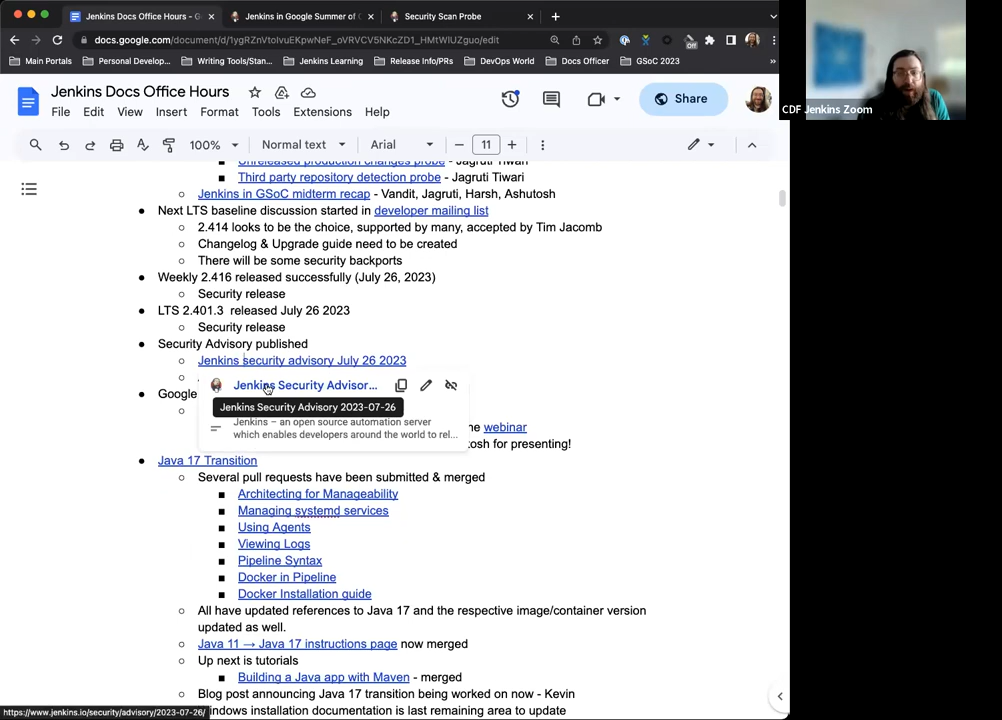 Jenkins Docs Office Hours - G
Jenkins in Google Summer of C
Security Scan Probe
docs.google.com/document/d/1ygRZnVtoIvuEKpwNeF_oVRVCV5NKcZD1_HMtWlUZguo/edit
Off
Main Portals
Personal Develop...
Writing Tools/Stan...
Jenkins Learning
Release Info/PRs
DevOps World
Docs Officer
GSoC 2023
»
CDF Jenkins Zoom
Jenkins Docs Office Hours
File Edit View Insert Format Tools Extensions Help
Share
100% Normal text Arial 11
Unreleased production changes probe - Jagruti Tiwari
Third party repository detection probe - Jagruti Tiwari
Jenkins in GSoC midterm recap - Vandit, Jagruti, Harsh, Ashutosh
Next LTS baseline discussion started in developer mailing list
2.414 looks to be the choice, supported by many, accepted by Tim Jacomb
Changelog & Upgrade guide need to be created
There will be some security backports
Weekly 2.416 released successfully (July 26, 2023)
Security release
LTS 2.401.3 released July 26 2023
Security release
Security Advisory published
Jenkins security advisory July 26 2023
Jenkins Security Advisor...
Google
Jenkins Security Advisory 2023-07-26
Jenkins – an open source automation server
which enables developers around the world to rel...
ne webinar
tosh for presenting!
Java 17 Transition
Several pull requests have been submitted & merged
Architecting for Manageability
Managing systemd services
Using Agents
Viewing Logs
Pipeline Syntax
Docker in Pipeline
Docker Installation guide
All have updated references to Java 17 and the respective image/container version
updated as well.
Java 11 → Java 17 instructions page now merged
Up next is tutorials
Building a Java app with Maven - merged
Blog post announcing Java 17 transition being worked on now - Kevin
indows installation documentation is last remaining area to update
https://www.jenkins.io/security/advisory/2023-07-26/